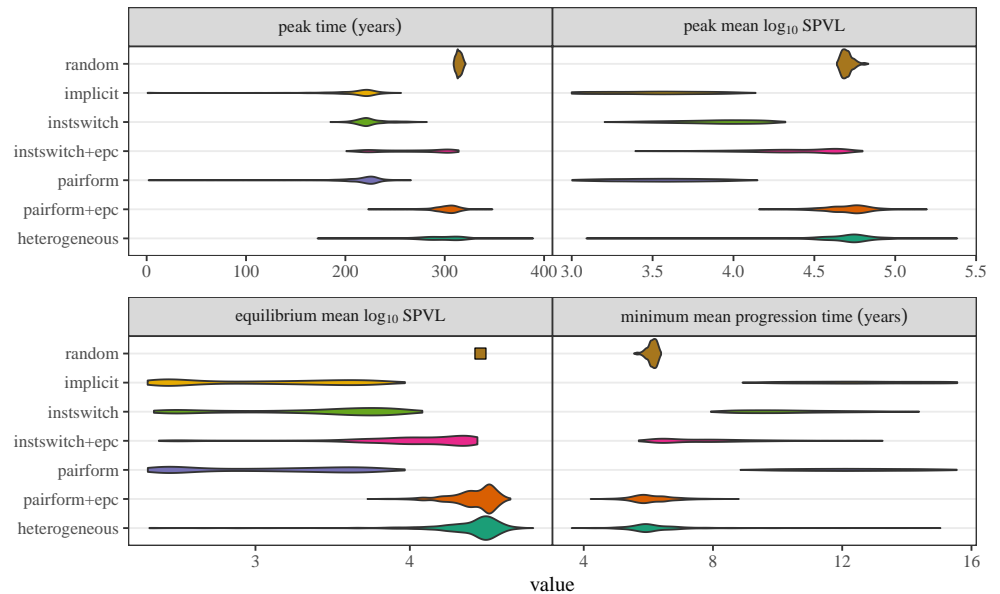 peak time (years)
peak mean log₁₀ SPVL
random
implicit
instswitch
instswitch+epc
pairform
pairform+epc
heterogeneous
0 100 200 300 400
3.0 3.5 4.0 4.5 5.0 5.5
equilibrium mean log₁₀ SPVL
minimum mean progression time (years)
random
implicit
instswitch
instswitch+epc
pairform
pairform+epc
heterogeneous
3 4
4 8 12 16
value